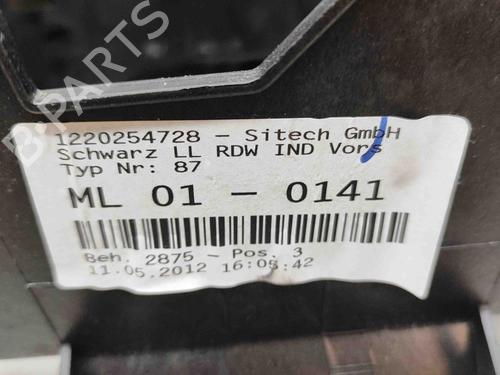 1220254728 - Sitech GmbH
Schwarz LL RDW IND Vors
Typ Nr: 87
ML 01 - 0141
Beh. 2875 - Pos. 3
11.05.2012 16:05:42
B-PARTS